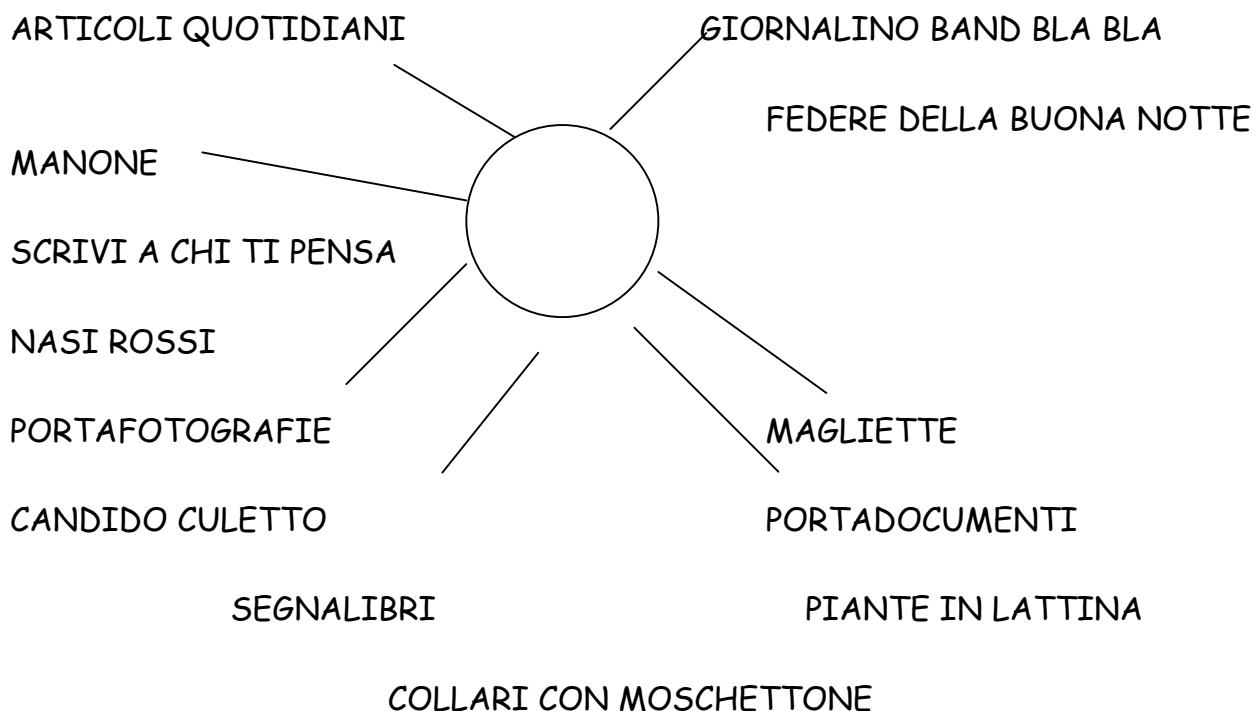 ARTICOLI QUOTIDIANI
GIORNALINO BAND BLA BLA
FEDERE DELLA BUONA NOTTE
MANONE
SCRIVI A CHI TI PENSA
NASI ROSSI
PORTAFOTOGRAFIE
MAGLIETTE
CANDIDO CULETTO
PORTADOCUMENTI
SEGNALIBRI
PIANTE IN LATTINA
COLLARI CON MOSCHETTONE